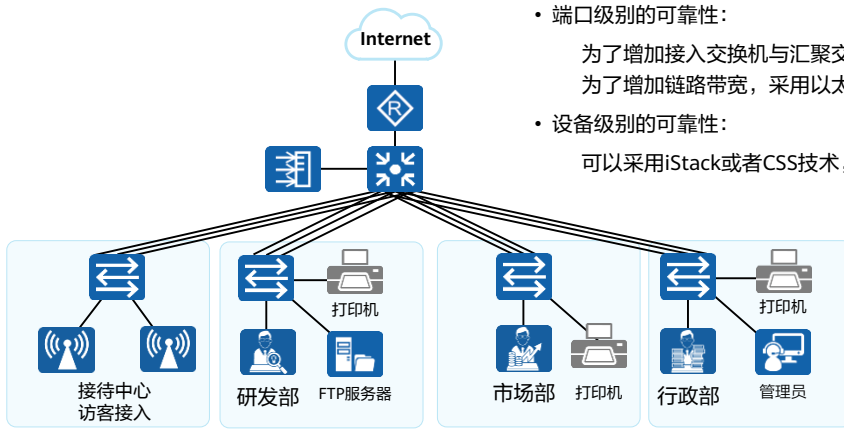 Internet
R
• 端口级别的可靠性：
为了增加接入交换机与汇聚交
为了增加链路带宽，采用以太
• 设备级别的可靠性：
可以采用iStack或者CSS技术，
接待中心
访客接入
打印机
研发部
FTP服务器
市场部
打印机
打印机
行政部
管理员